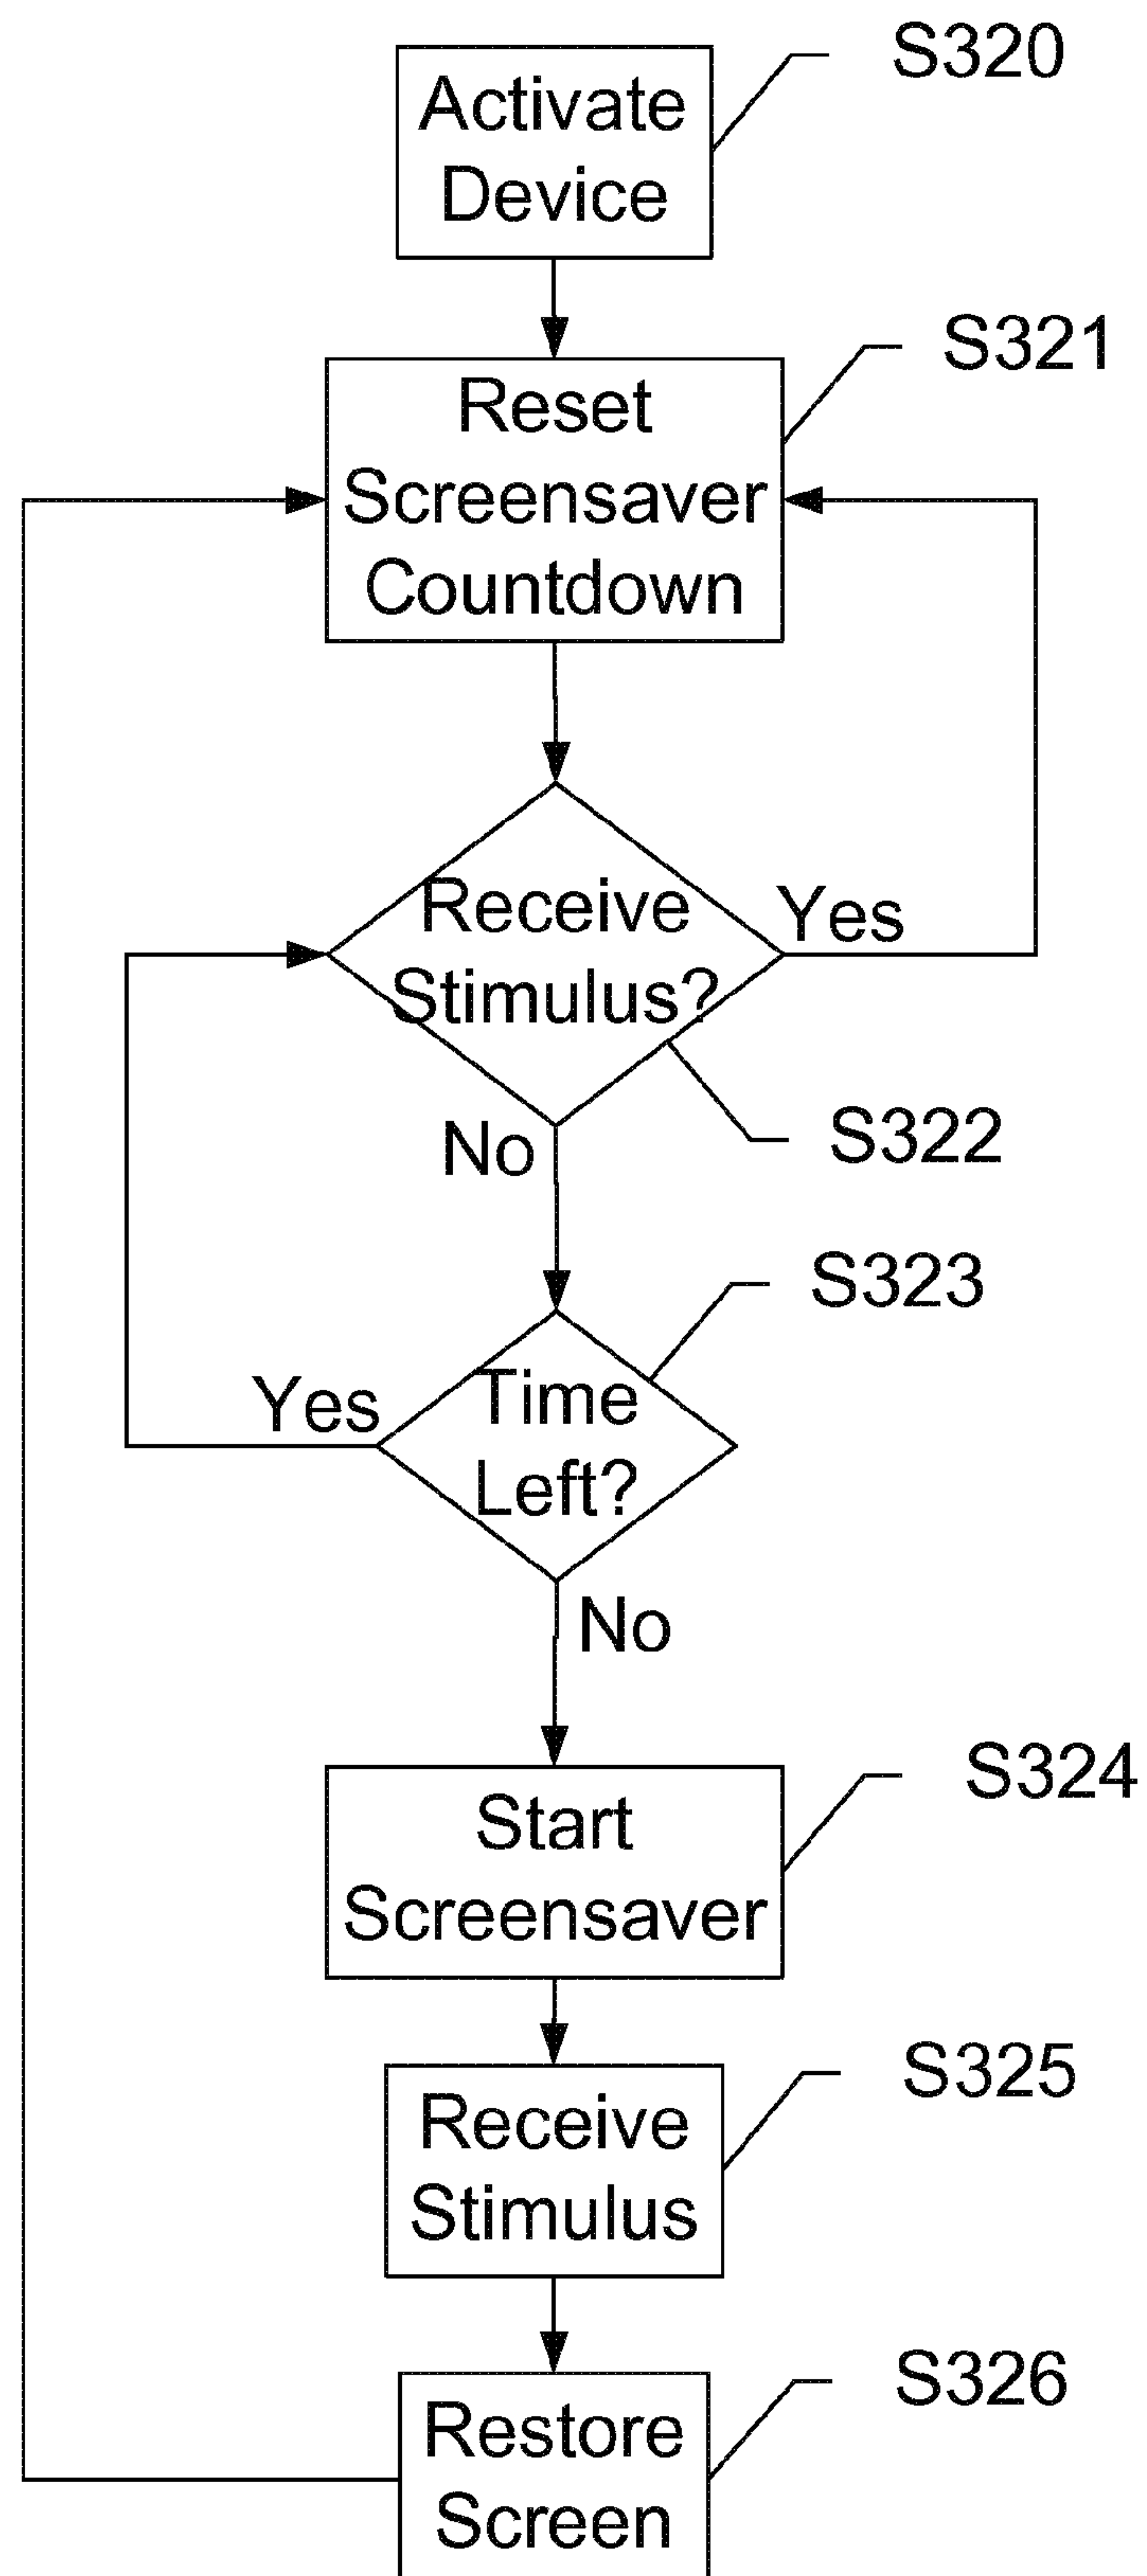 S320
Activate
Device
S321
Reset
Screensaver
Countdown
Receive
Stimulus?
Yes
No
S322
S323
Time
Left?
Yes
No
S324
Start
Screensaver
S325
Receive
Stimulus
S326
Restore
Screen